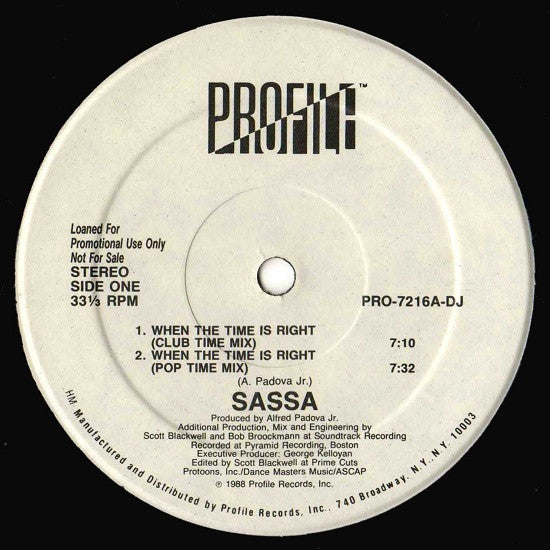 PROFILE™
Loaned For
Promotional Use Only
Not For Sale
STEREO
SIDE ONE
33⅓ RPM
PRO-7216A-DJ
1. WHEN THE TIME IS RIGHT
(CLUB TIME MIX) 7:10
2. WHEN THE TIME IS RIGHT
(POP TIME MIX) 7:32
(A. Padova Jr.)
SASSA
Produced by Alfred Padova Jr.
Additional Production, Mix and Engineering by
Scott Blackwell and Bob Broockmann at Soundtrack Recording
Recorded at Pyramid Recording, Boston
Executive Producer: George Kelloyan
Edited by Scott Blackwell at Prime Cuts
Protoons, Inc./Dance Masters Music/ASCAP
℗ 1988 Profile Records, Inc.
HM Manufactured and Distributed by Profile Records, Inc., 740 Broadway, N.Y., N.Y. 10003